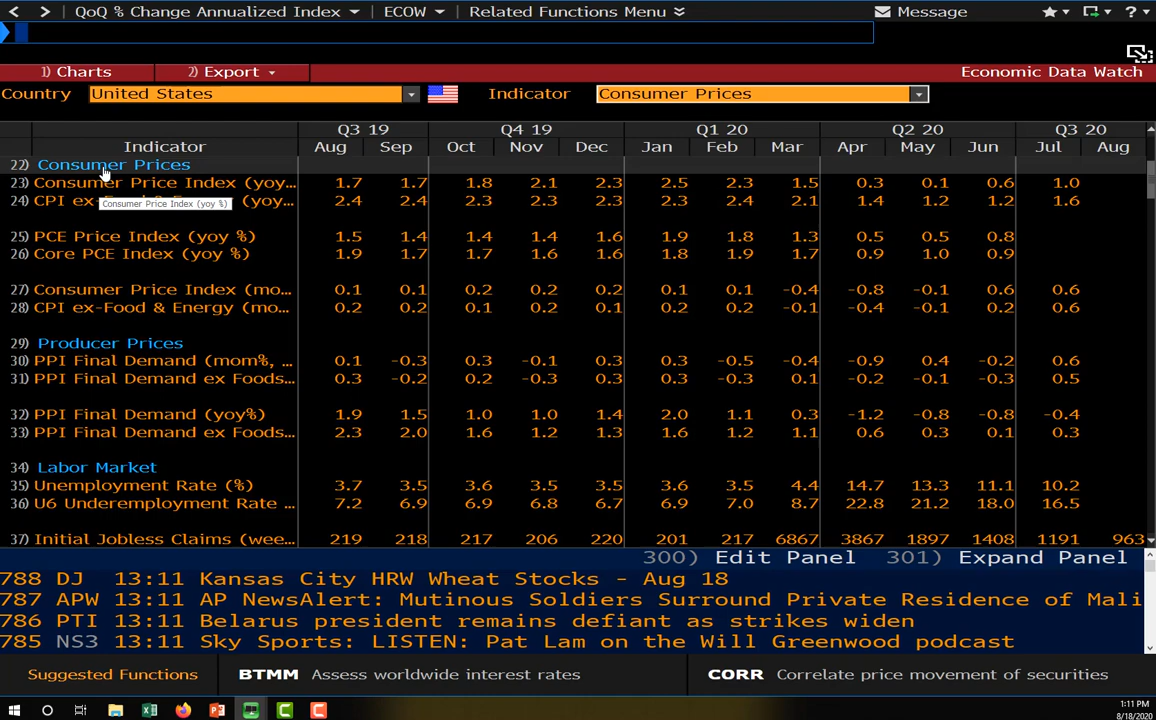 < > QoQ % Change Annualized Index ECOW Related Functions Menu Message ?
1) Charts 2) Export Economic Data Watch
Country United States Indicator Consumer Prices
Q3 19 Q4 19 Q1 20 Q2 20 Q3 20
Indicator Aug Sep Oct Nov Dec Jan Feb Mar Apr May Jun Jul Aug
22) Consumer Prices
23) Consumer Price Index (yoy... 1.7 1.7 1.8 2.1 2.3 2.5 2.3 1.5 0.3 0.1 0.6 1.0
24) CPI ex- (yoy... 2.4 2.4 2.3 2.3 2.3 2.3 2.4 2.1 1.4 1.2 1.2 1.6
Consumer Price Index (yoy %)
25) PCE Price Index (yoy %) 1.5 1.4 1.4 1.4 1.6 1.9 1.8 1.3 0.5 0.5 0.8
26) Core PCE Index (yoy %) 1.9 1.7 1.7 1.6 1.6 1.8 1.9 1.7 0.9 1.0 0.9
27) Consumer Price Index (mo... 0.1 0.1 0.2 0.2 0.2 0.1 0.1 -0.4 -0.8 -0.1 0.6 0.6
28) CPI ex-Food & Energy (mo... 0.2 0.2 0.1 0.2 0.1 0.2 0.2 -0.1 -0.4 -0.1 0.2 0.6
29) Producer Prices
30) PPI Final Demand (mom%, ... 0.1 -0.3 0.3 -0.1 0.3 0.3 -0.5 -0.4 -0.9 0.4 -0.2 0.6
31) PPI Final Demand ex Foods... 0.3 -0.2 0.2 -0.3 0.3 0.3 -0.3 0.1 -0.2 -0.1 -0.3 0.5
32) PPI Final Demand (yoy%) 1.9 1.5 1.0 1.0 1.4 2.0 1.1 0.3 -1.2 -0.8 -0.8 -0.4
33) PPI Final Demand ex Foods... 2.3 2.0 1.6 1.2 1.3 1.6 1.2 1.1 0.6 0.3 0.1 0.3
34) Labor Market
35) Unemployment Rate (%) 3.7 3.5 3.6 3.5 3.5 3.6 3.5 4.4 14.7 13.3 11.1 10.2
36) U6 Underemployment Rate ... 7.2 6.9 6.9 6.8 6.7 6.9 7.0 8.7 22.8 21.2 18.0 16.5
37) Initial Jobless Claims (wee... 219 218 217 206 220 201 217 6867 3867 1897 1408 1191 963
300) Edit Panel 301) Expand Panel
788 DJ 13:11 Kansas City HRW Wheat Stocks - Aug 18
787 APW 13:11 AP NewsAlert: Mutinous Soldiers Surround Private Residence of Mali
786 PTI 13:11 Belarus president remains defiant as strikes widen
785 NS3 13:11 Sky Sports: LISTEN: Pat Lam on the Will Greenwood podcast
Suggested Functions BTMM Assess worldwide interest rates CORR Correlate price movement of securities
1:11 PM
8/18/2020